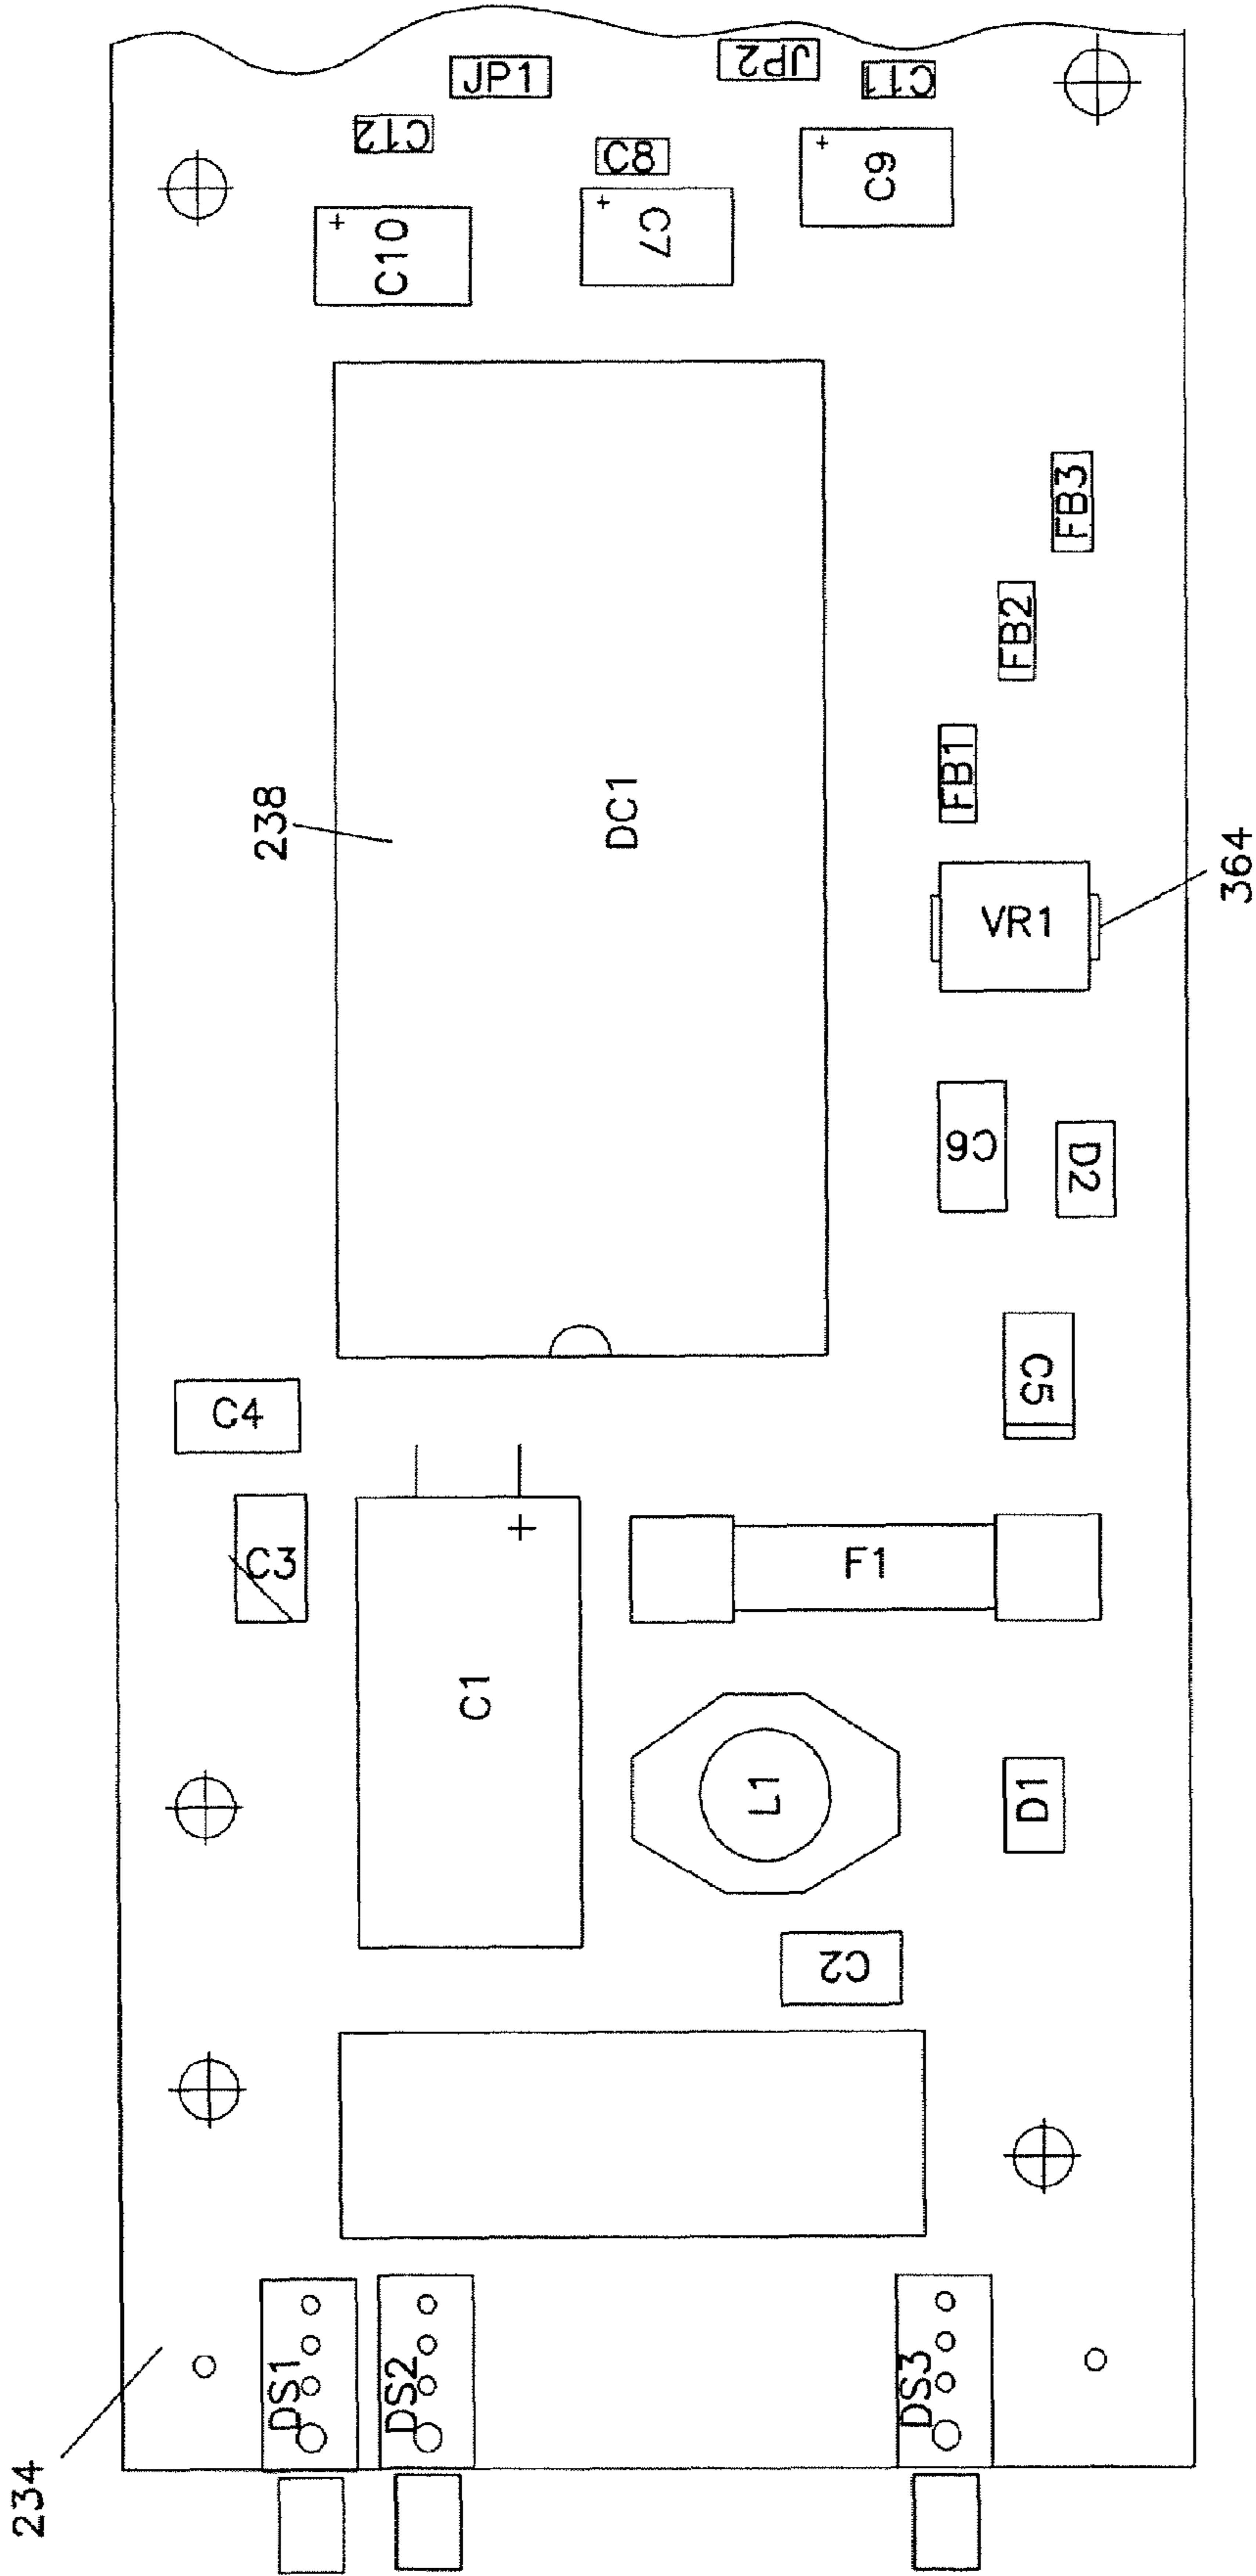 JP1
JP2
C11
C12
C8
C9
C7
C10
FB3
FB2
238
DC1
FB1
VR1
364
C6
D2
C5
C4
C3
F1
C1
L1
D1
C2
DS1
DS2
DS3
234